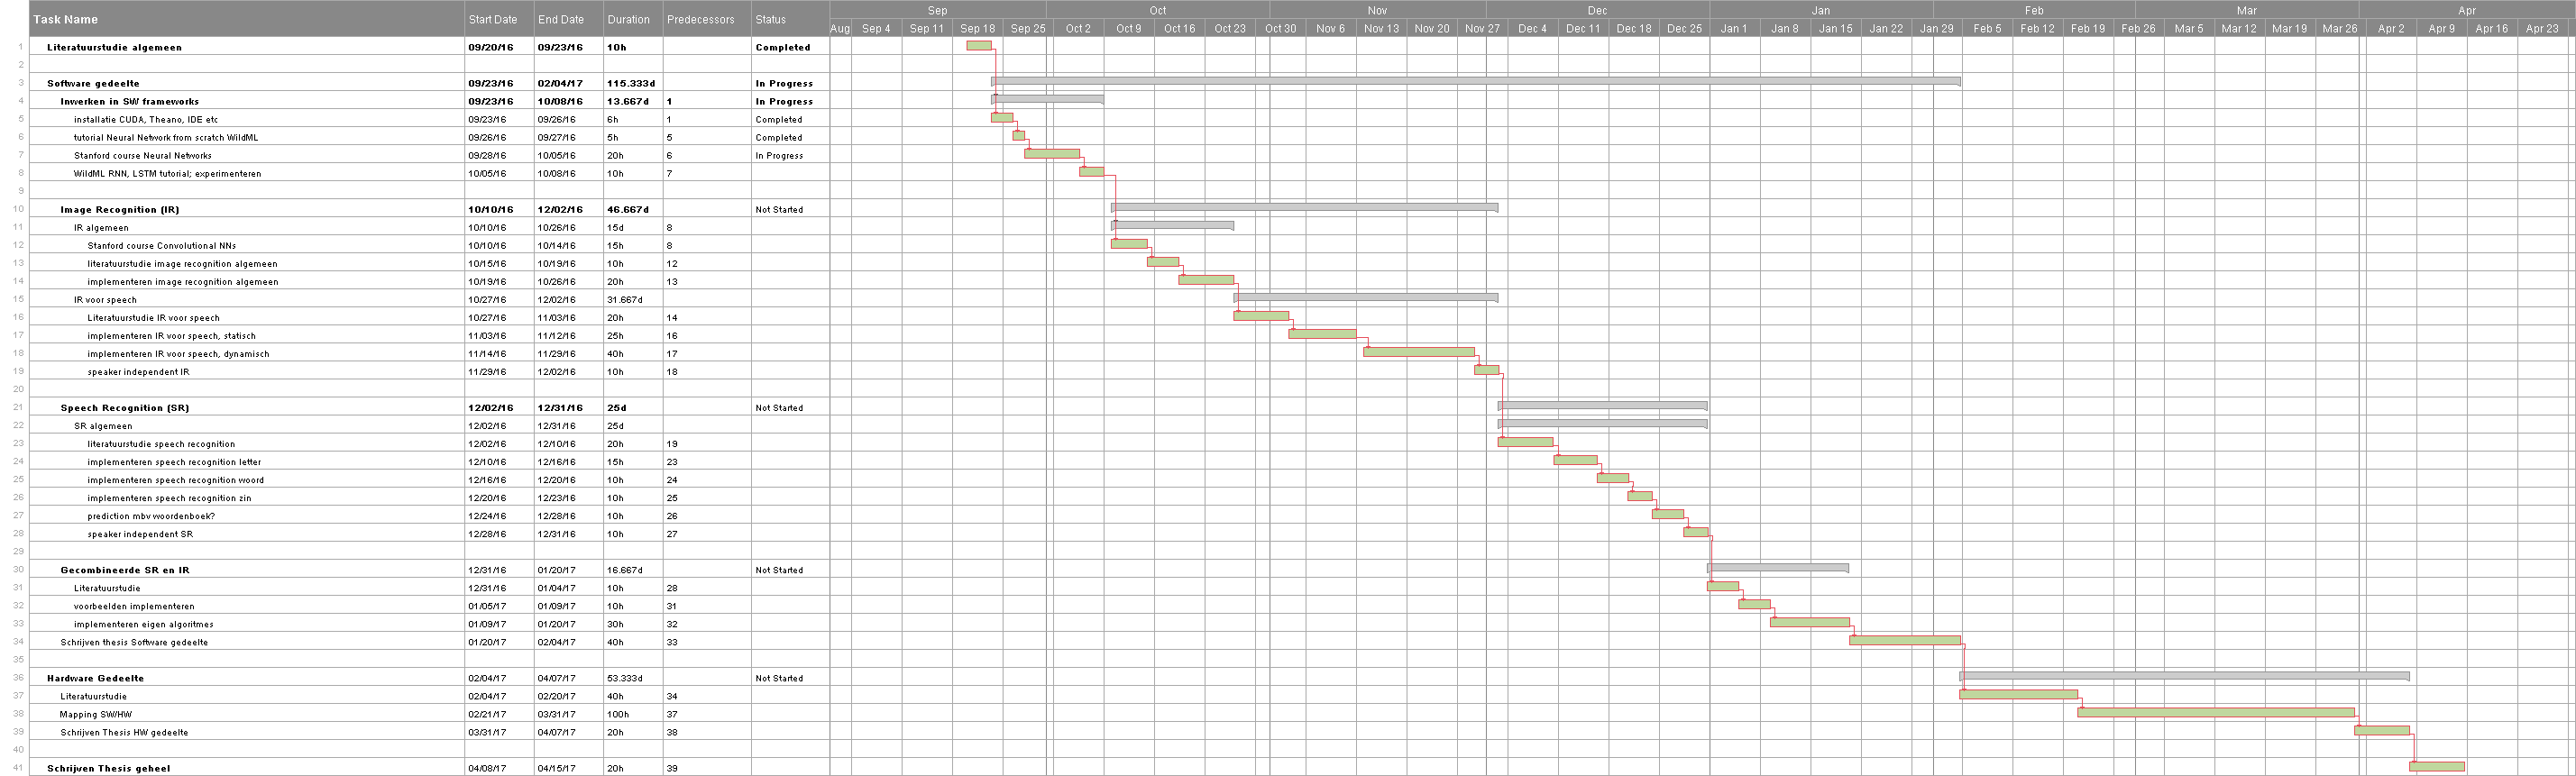 Sep Oct Nov Dec Jan Feb Mar Apr
Task Name Start Date End Date Duration Predecessors Status Aug Sep 4 Sep 11 Sep 18 Sep 25 Oct 2 Oct 9 Oct 16 Oct 23 Oct 30 Nov 6 Nov 13 Nov 20 Nov 27 Dec 4 Dec 11 Dec 18 Dec 25 Jan 1 Jan 8 Jan 15 Jan 22 Jan 29 Feb 5 Feb 12 Feb 19 Feb 26 Mar 5 Mar 12 Mar 19 Mar 26 Apr 2 Apr 9 Apr 16 Apr 23
1 Literatuurstudie algemeen 09/20/16 09/23/16 10h Completed
2
3 Software gedeelte 09/23/16 02/04/17 115.333d In Progress
4 Inwerken in SW frameworks 09/23/16 10/08/16 13.667d 1 In Progress
5 installatie CUDA, Theano, IDE etc 09/23/16 09/26/16 6h 1 Completed
6 tutorial Neural Network from scratch WildML 09/26/16 09/27/16 5h 5 Completed
7 Stanford course Neural Networks 09/28/16 10/05/16 20h 6 In Progress
8 WildML RNN, LSTM tutorial; experimenteren 10/05/16 10/08/16 10h 7
9
10 Image Recognition (IR) 10/10/16 12/02/16 46.667d Not Started
11 IR algemeen 10/10/16 10/26/16 15d 8
12 Stanford course Convolutional NNs 10/10/16 10/14/16 15h 8
13 literatuurstudie image recognition algemeen 10/15/16 10/19/16 10h 12
14 implementeren image recognition algemeen 10/19/16 10/26/16 20h 13
15 IR voor speech 10/27/16 12/02/16 31.667d
16 Literatuurstudie IR voor speech 10/27/16 11/03/16 20h 14
17 implementeren IR voor speech, statisch 11/03/16 11/12/16 25h 16
18 implementeren IR voor speech, dynamisch 11/14/16 11/29/16 40h 17
19 speaker independent IR 11/29/16 12/02/16 10h 18
20
21 Speech Recognition (SR) 12/02/16 12/31/16 25d Not Started
22 SR algemeen 12/02/16 12/31/16 25d
23 literatuurstudie speech recognition 12/02/16 12/10/16 20h 19
24 implementeren speech recognition letter 12/10/16 12/16/16 15h 23
25 implementeren speech recognition woord 12/16/16 12/20/16 10h 24
26 implementeren speech recognition zin 12/20/16 12/23/16 10h 25
27 prediction mbv woordenboek? 12/24/16 12/28/16 10h 26
28 speaker independent SR 12/28/16 12/31/16 10h 27
29
30 Gecombineerde SR en IR 12/31/16 01/20/17 16.667d Not Started
31 Literatuurstudie 12/31/16 01/04/17 10h 28
32 voorbeelden implementeren 01/05/17 01/09/17 10h 31
33 implementeren eigen algoritmes 01/09/17 01/20/17 30h 32
34 Schrijven thesis Software gedeelte 01/20/17 02/04/17 40h 33
35
36 Hardware Gedeelte 02/04/17 04/07/17 53.333d Not Started
37 Literatuurstudie 02/04/17 02/20/17 40h 34
38 Mapping SW/HW 02/21/17 03/31/17 100h 37
39 Schrijven Thesis HW gedeelte 03/31/17 04/07/17 20h 38
40
41 Schrijven Thesis geheel 04/08/17 04/15/17 20h 39